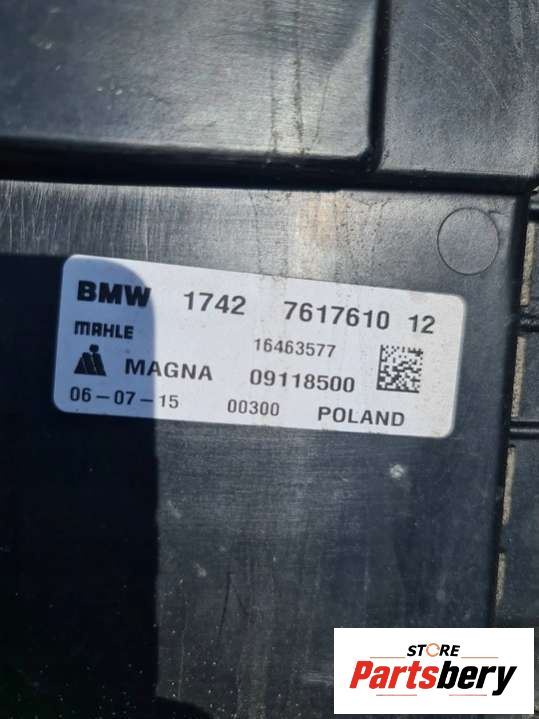 BMW 1742 7617610 12
MAHLE 16463577
MAGNA 09118500
06-07-15 00300 POLAND
STORE
Partsbery